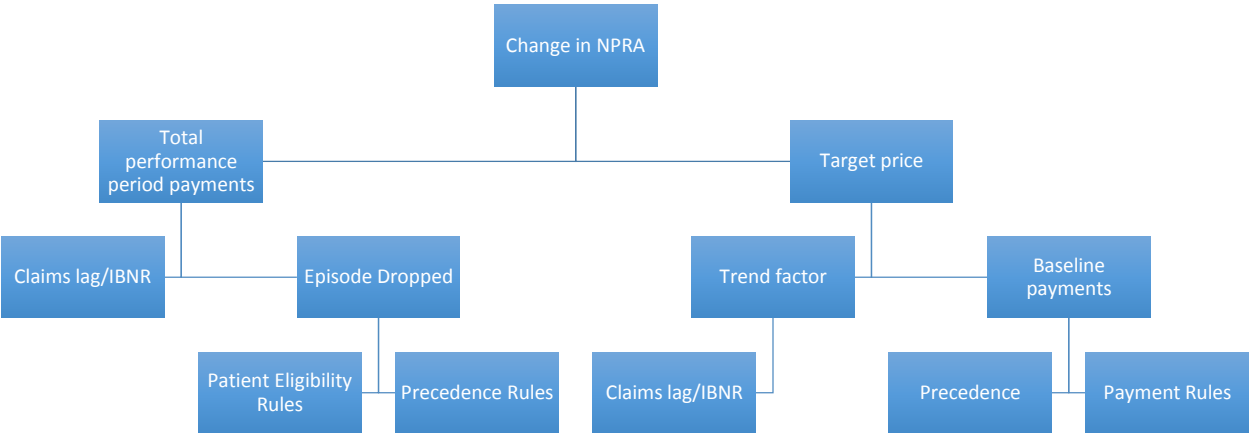 Change in NPRA
Total
performance
period payments
Target price
Claims lag/IBNR
Episode Dropped
Trend factor
Baseline
payments
Patient Eligibility
Rules
Precedence Rules
Claims lag/IBNR
Precedence
Payment Rules